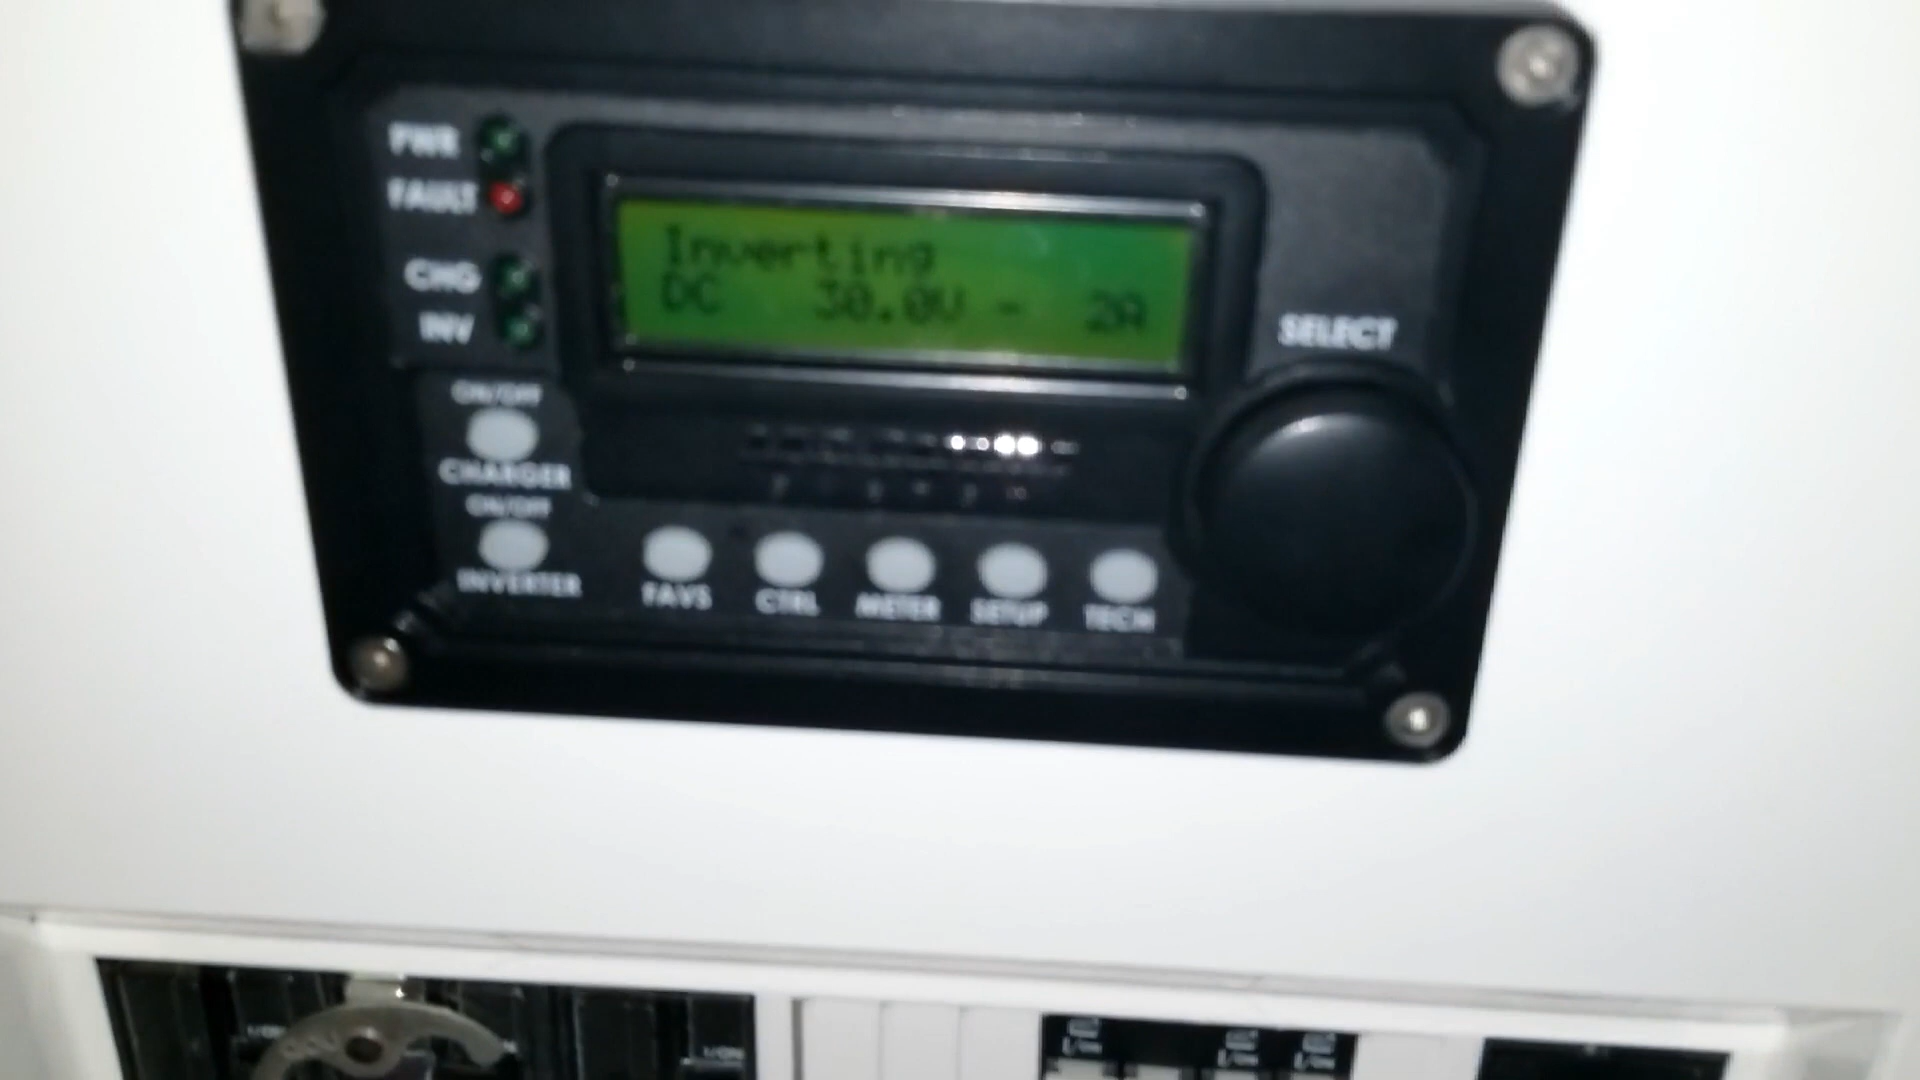 PWR
FAULT
CHG
INV
Inverting
DC 30.0V - 2A
SELECT
ON/OFF
CHARGER
ON/OFF
INVERTER
FAVS
CTRL
METER
SETUP
TECH